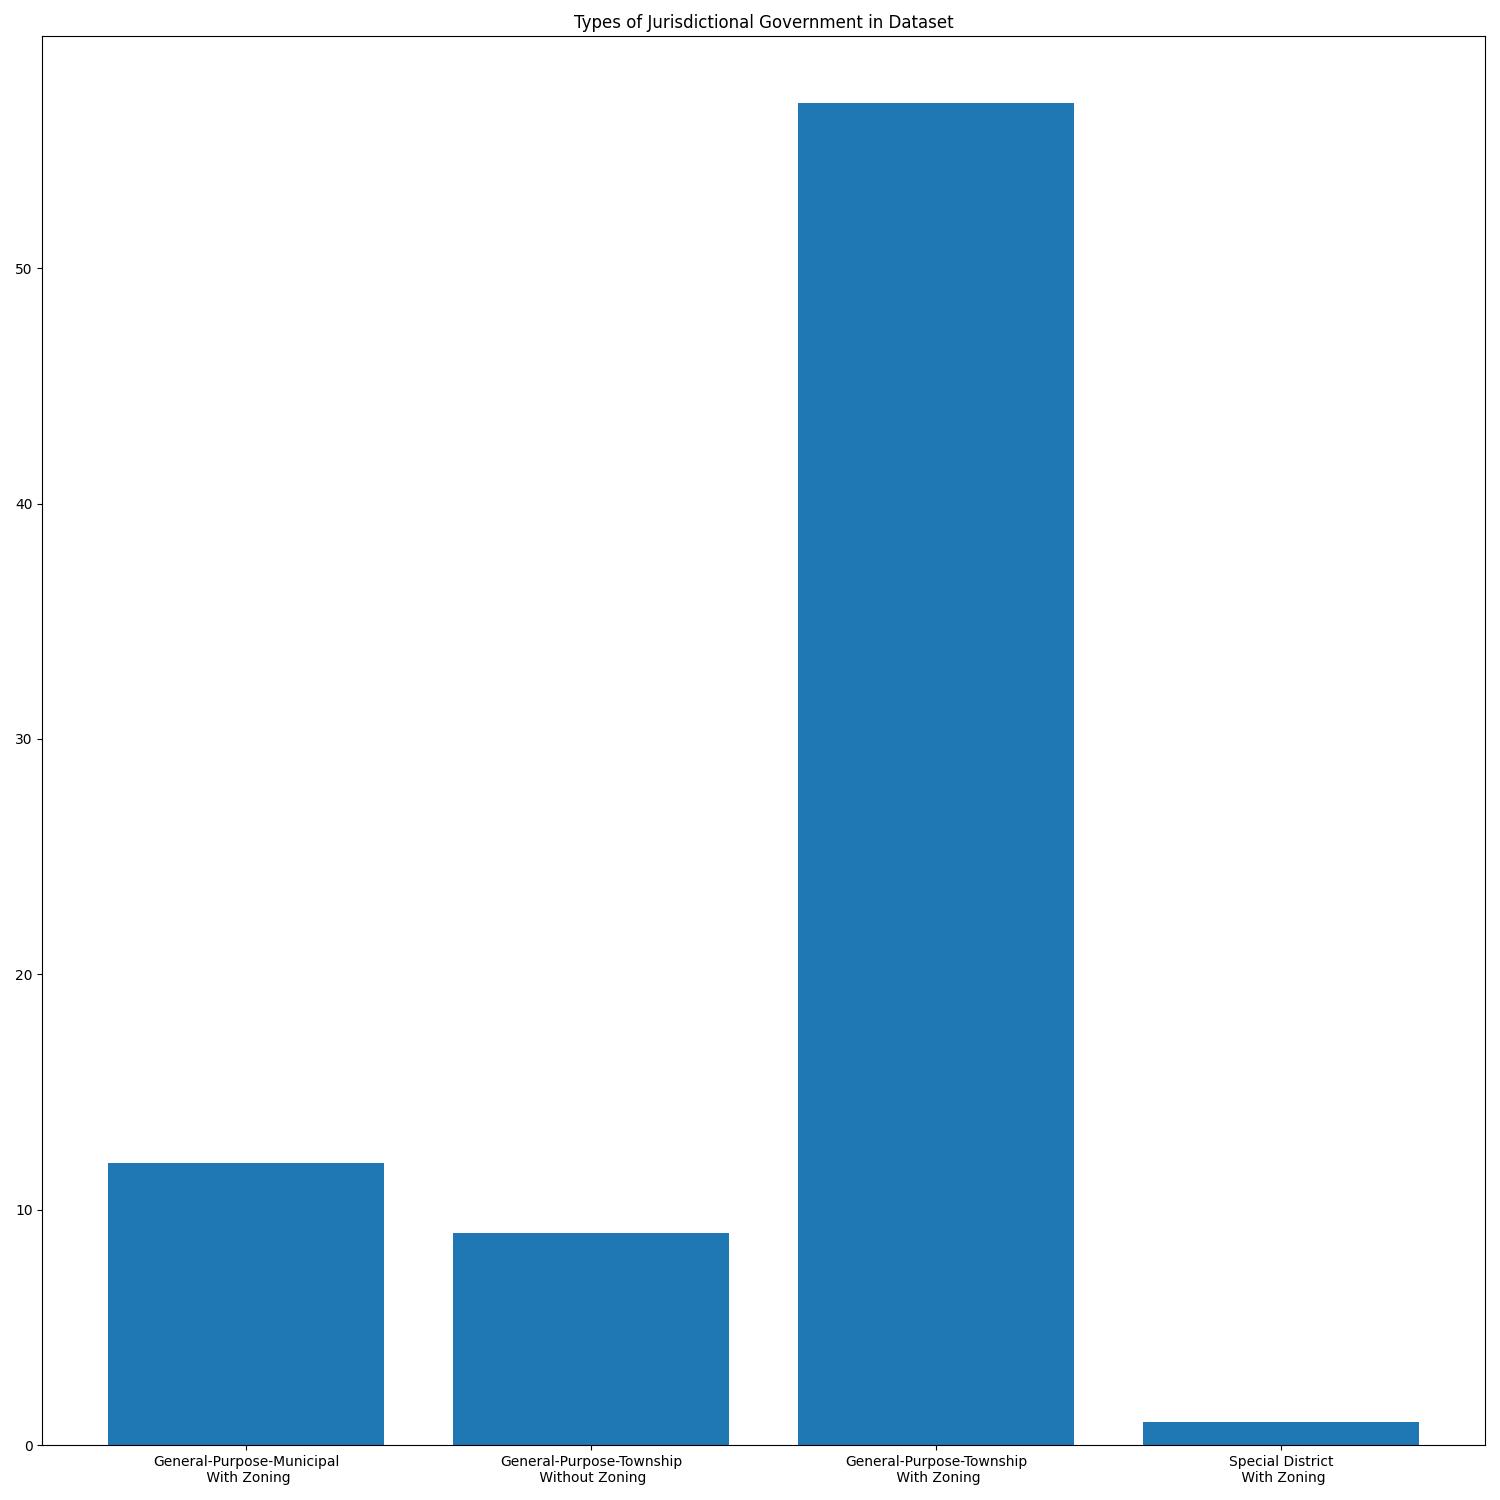 Types of Jurisdictional Government in Dataset
50
40
30
20
10
0
General-Purpose-Municipal
With Zoning
General-Purpose-Township
Without Zoning
General-Purpose-Township
With Zoning
Special District
With Zoning